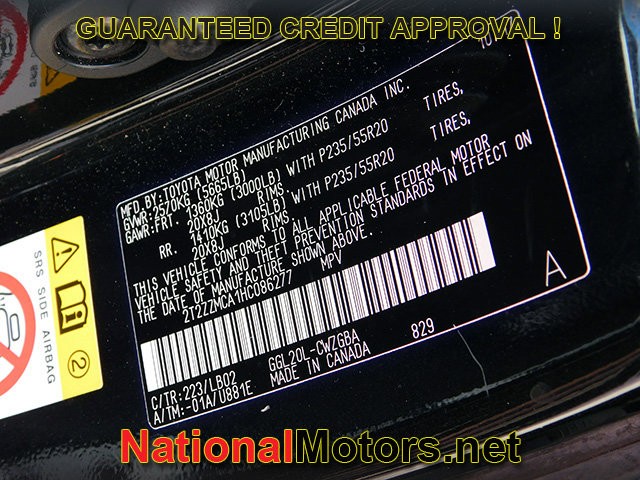 GUARANTEED CREDIT APPROVAL !
MFD.BY:TOYOTA MOTOR MANUFACTURING CANADA INC.
GVWR:2570KG (5665LB)
GAWR:FRT. 1360KG (3000LB) WITH P235/55R20 TIRES,
20X8J RIMS.
RR. 1410KG (3105LB) WITH P235/55R20 TIRES,
20X8J RIMS.
THIS VEHICLE CONFORMS TO ALL APPLICABLE FEDERAL MOTOR
VEHICLE SAFETY AND THEFT PREVENTION STANDARDS IN EFFECT ON
THE DATE OF MANUFACTURE SHOWN ABOVE.
2T2ZZMCA1HC086277 MPV
A
C/TR:223/LB02 GGL20L-CWZGBA 829
A/TM:-01A/U881E MADE IN CANADA
SRS SIDE AIRBAG
2
NationalMotors.net